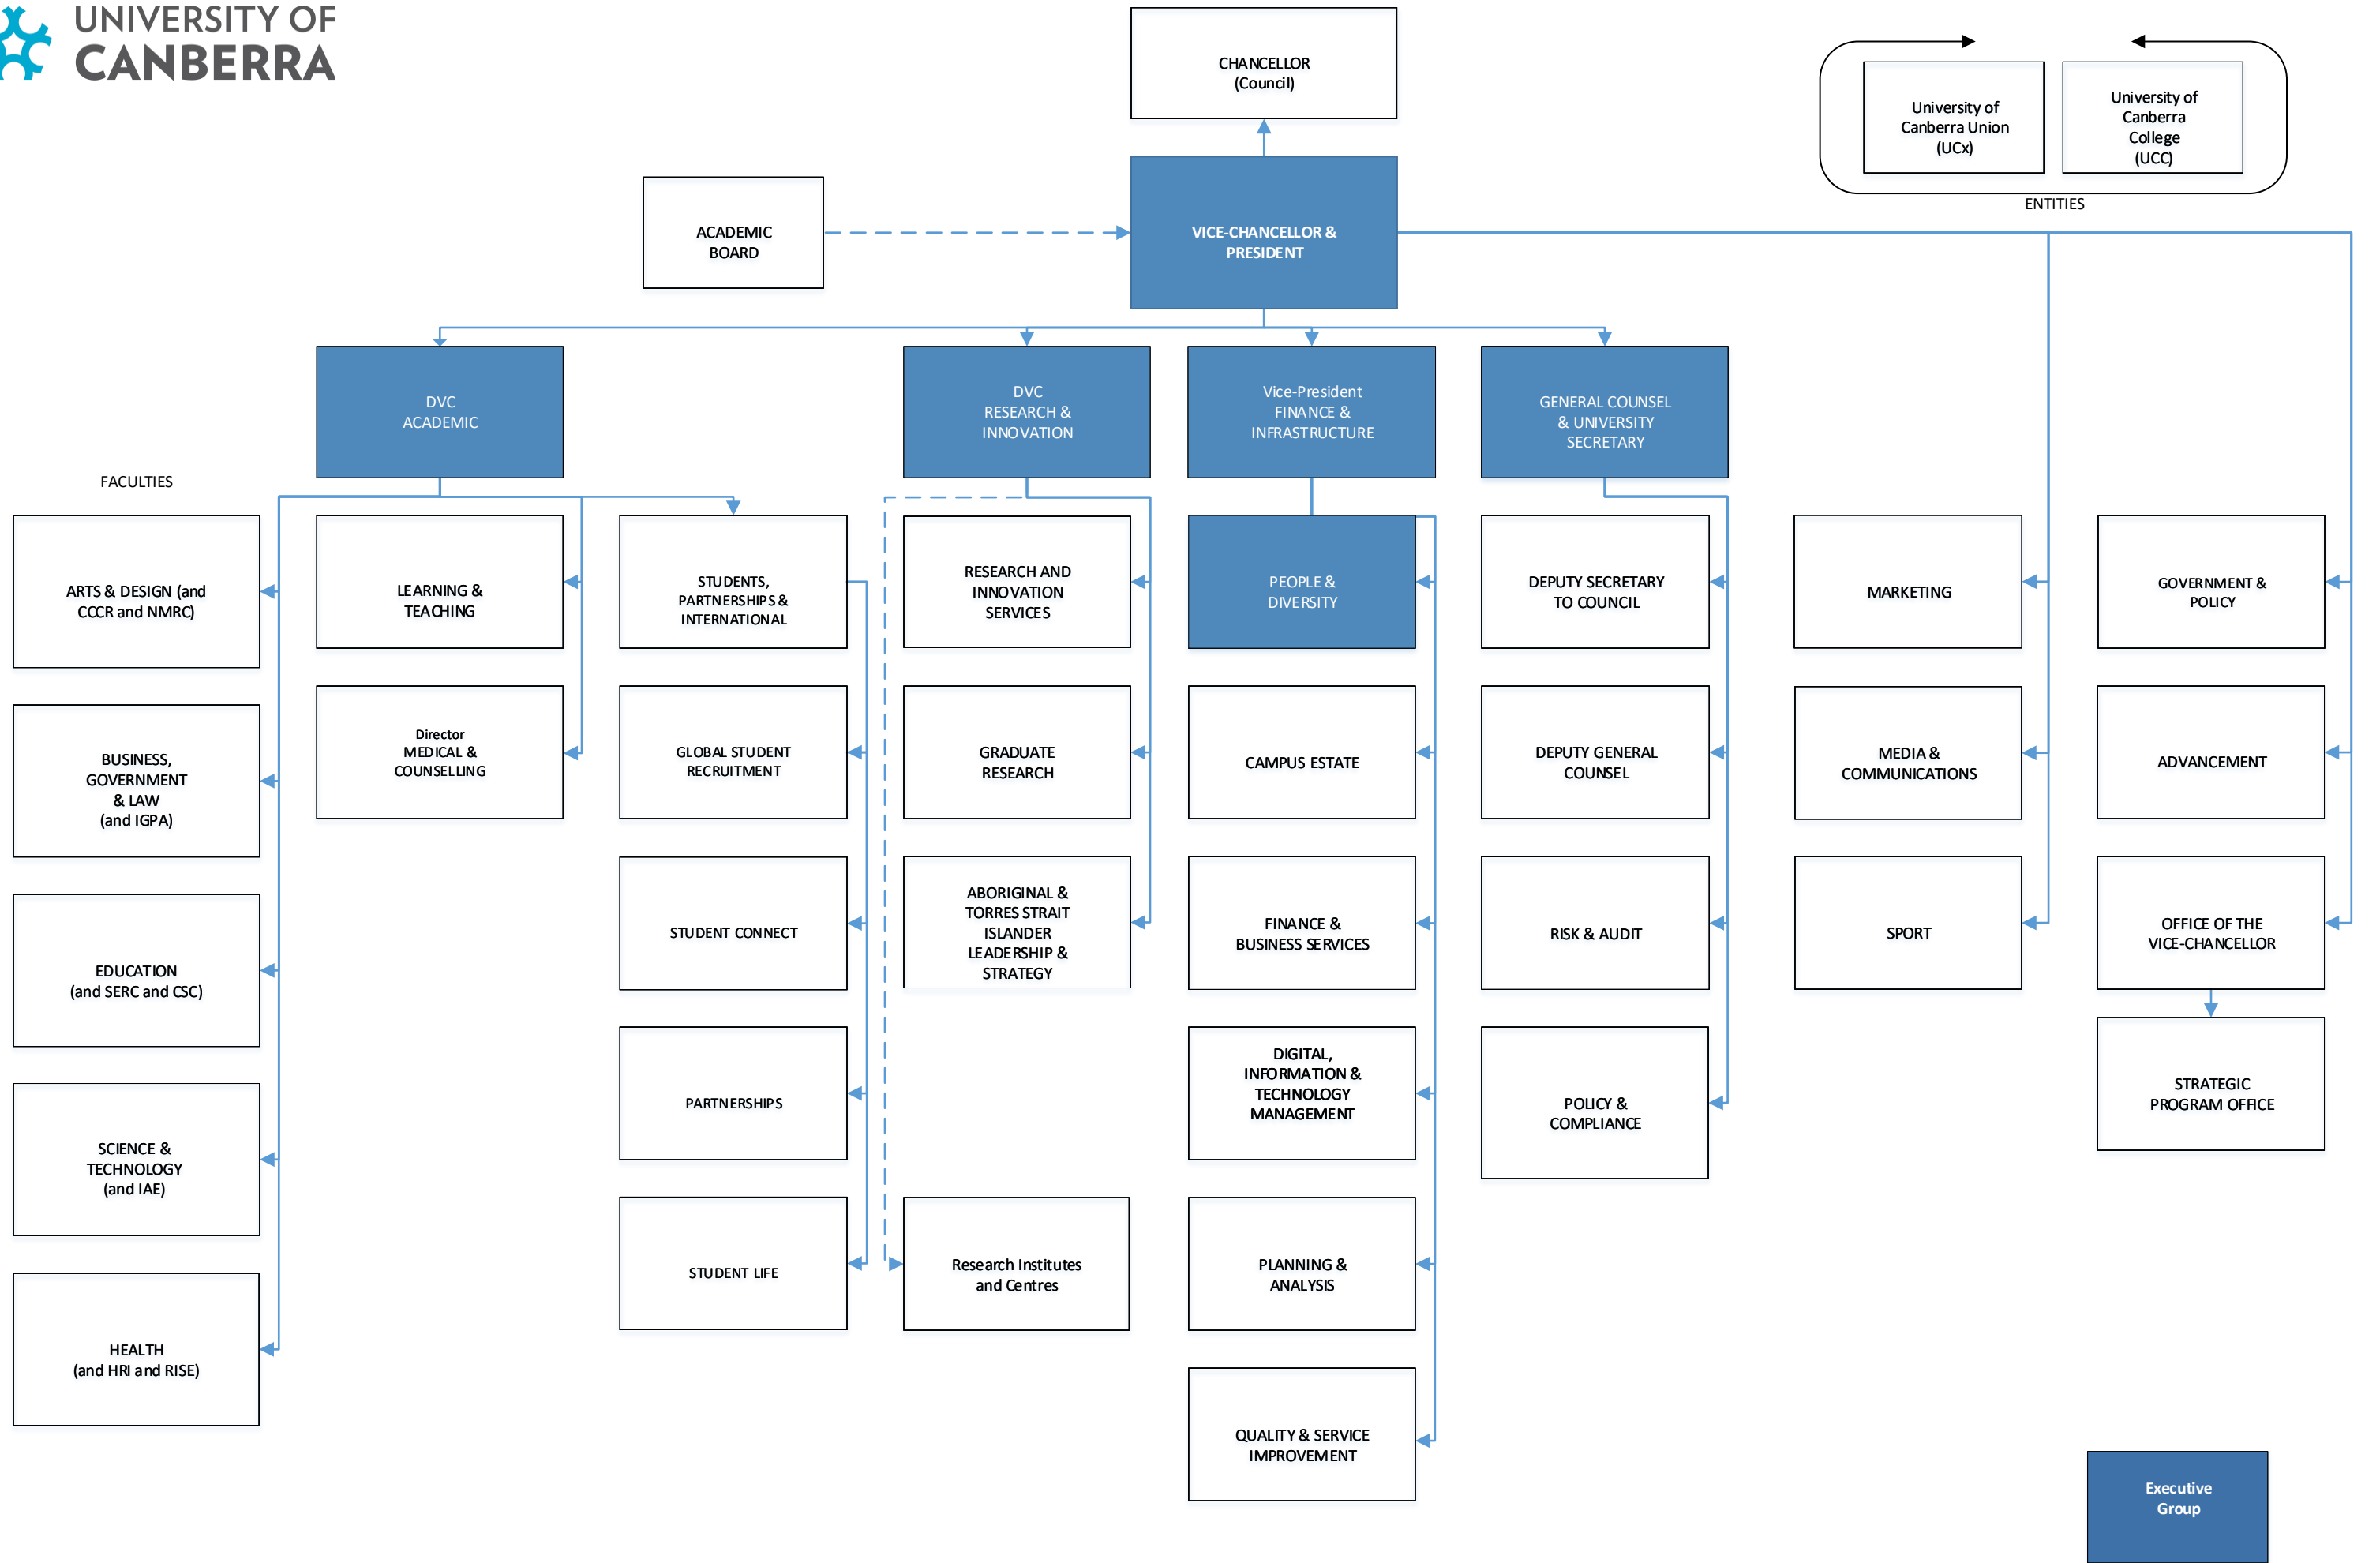 UNIVERSITY OF
CANBERRA
CHANCELLOR
(Council)
University of
Canberra Union
(UCx)
University of
Canberra
College
(UCC)
ENTITIES
ACADEMIC
BOARD
VICE-CHANCELLOR &
PRESIDENT
DVC
ACADEMIC
DVC
RESEARCH &
INNOVATION
Vice-President
FINANCE &
INFRASTRUCTURE
GENERAL COUNSEL
& UNIVERSITY
SECRETARY
FACULTIES
ARTS & DESIGN (and
CCCR and NMRC)
BUSINESS,
GOVERNMENT
& LAW
(and IGPA)
EDUCATION
(and SERC and CSC)
SCIENCE &
TECHNOLOGY
(and IAE)
HEALTH
(and HRI and RISE)
LEARNING &
TEACHING
Director
MEDICAL &
COUNSELLING
STUDENTS,
PARTNERSHIPS &
INTERNATIONAL
GLOBAL STUDENT
RECRUITMENT
STUDENT CONNECT
PARTNERSHIPS
STUDENT LIFE
RESEARCH AND
INNOVATION
SERVICES
GRADUATE
RESEARCH
ABORIGINAL &
TORRES STRAIT
ISLANDER
LEADERSHIP &
STRATEGY
Research Institutes
and Centres
PEOPLE &
DIVERSITY
CAMPUS ESTATE
FINANCE &
BUSINESS SERVICES
DIGITAL,
INFORMATION &
TECHNOLOGY
MANAGEMENT
PLANNING &
ANALYSIS
QUALITY & SERVICE
IMPROVEMENT
DEPUTY SECRETARY
TO COUNCIL
DEPUTY GENERAL
COUNSEL
RISK & AUDIT
POLICY &
COMPLIANCE
MARKETING
MEDIA &
COMMUNICATIONS
SPORT
GOVERNMENT &
POLICY
ADVANCEMENT
OFFICE OF THE
VICE-CHANCELLOR
STRATEGIC
PROGRAM OFFICE
Executive
Group